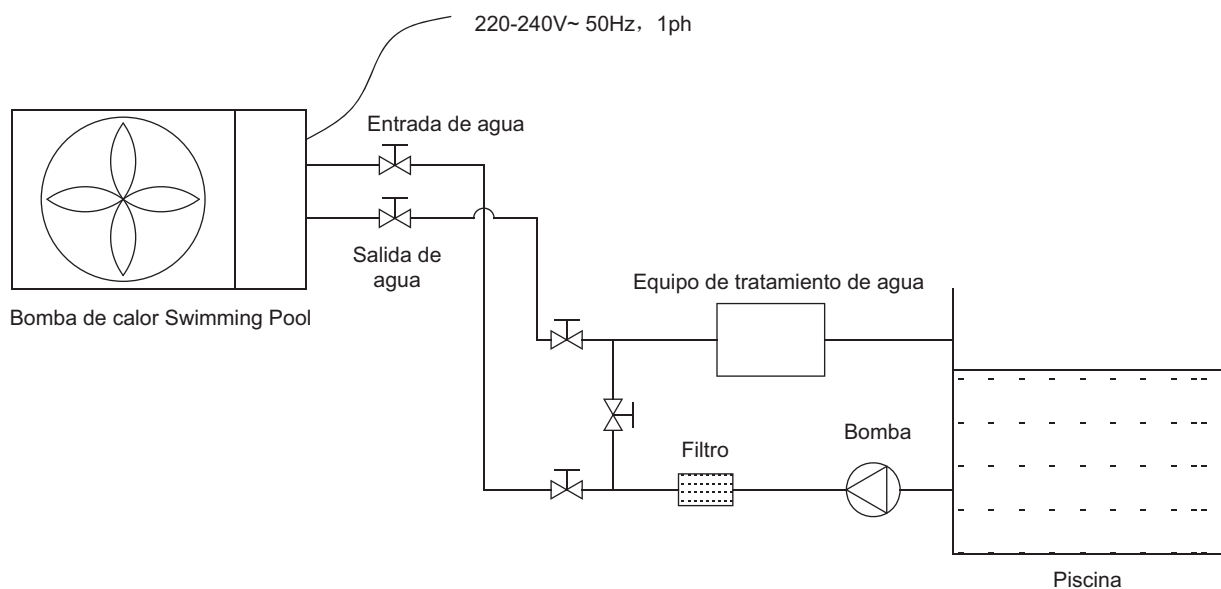 220-240V~ 50Hz，1ph
Entrada de agua
Salida de
agua
Bomba de calor Swimming Pool
Equipo de tratamiento de agua
Filtro
Bomba
Piscina